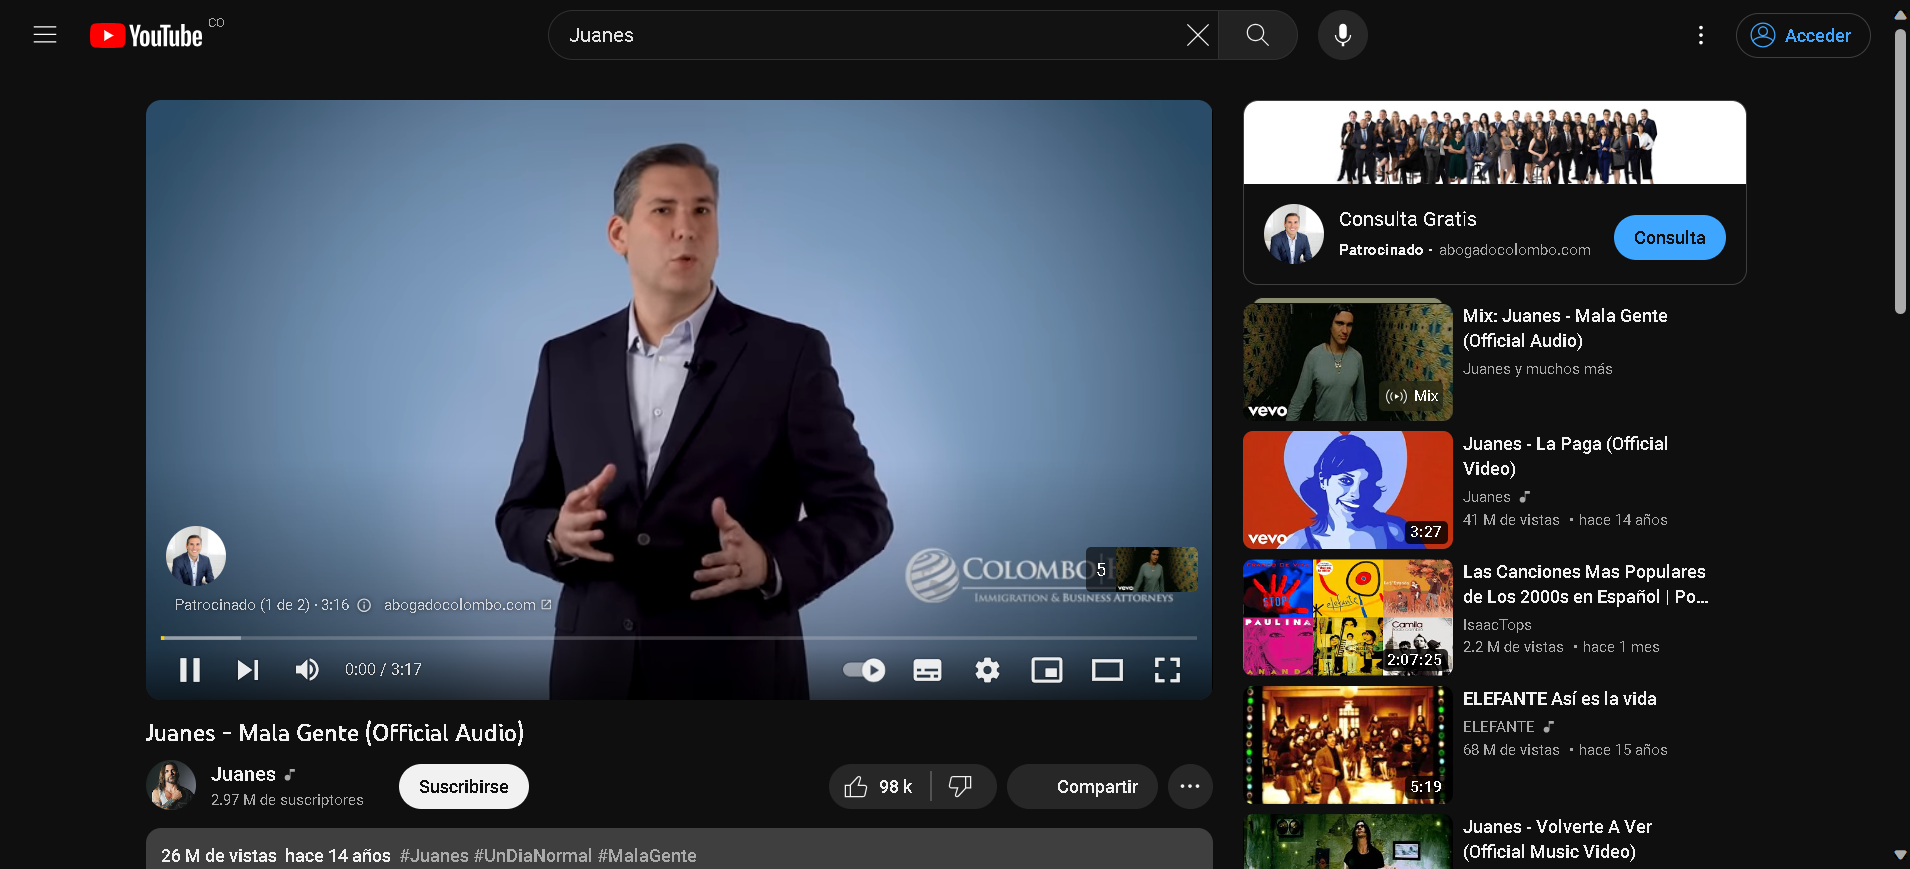 YouTube CO
Juanes
Acceder
COLOMBO
IMMIGRATION & BUSINESS ATTORNEYS
5
vevo
Patrocinado (1 de 2) · 3:16 abogadocolombo.com
0:00 / 3:17
Juanes - Mala Gente (Official Audio)
Juanes
2.97 M de suscriptores
Suscribirse
98 k
Compartir
26 M de vistas hace 14 años #Juanes #UnDiaNormal #MalaGente
Consulta Gratis
Patrocinado · abogadocolombo.com
Consulta
vevo
Mix
Mix: Juanes - Mala Gente
(Official Audio)
Juanes y muchos más
vevo
3:27
Juanes - La Paga (Official
Video)
Juanes
41 M de vistas • hace 14 años
STOP
elefante
PAULINA
Camila
ANANDA
2:07:25
Las Canciones Mas Populares
de Los 2000s en Español | Po...
IsaacTops
2.2 M de vistas • hace 1 mes
5:19
ELEFANTE Así es la vida
ELEFANTE
68 M de vistas • hace 15 años
Juanes - Volverte A Ver
(Official Music Video)